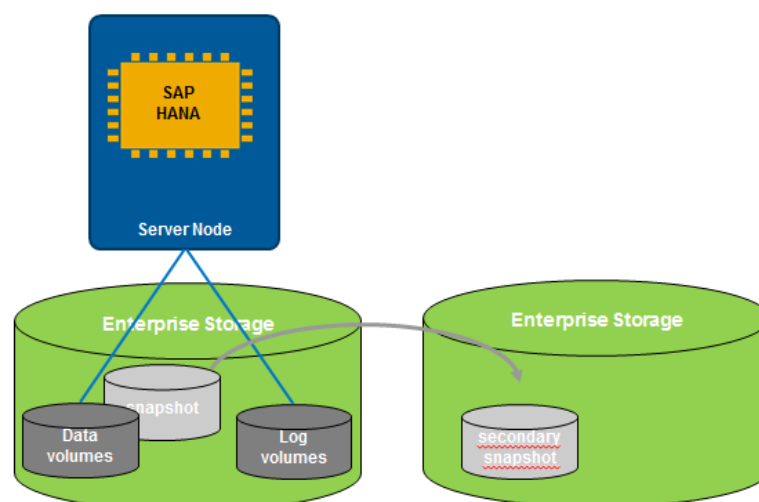 SAP
HANA
Server Node
Enterprise Storage
Enterprise Storage
snapshot
Data
volumes
Log
volumes
secondary
snapshot